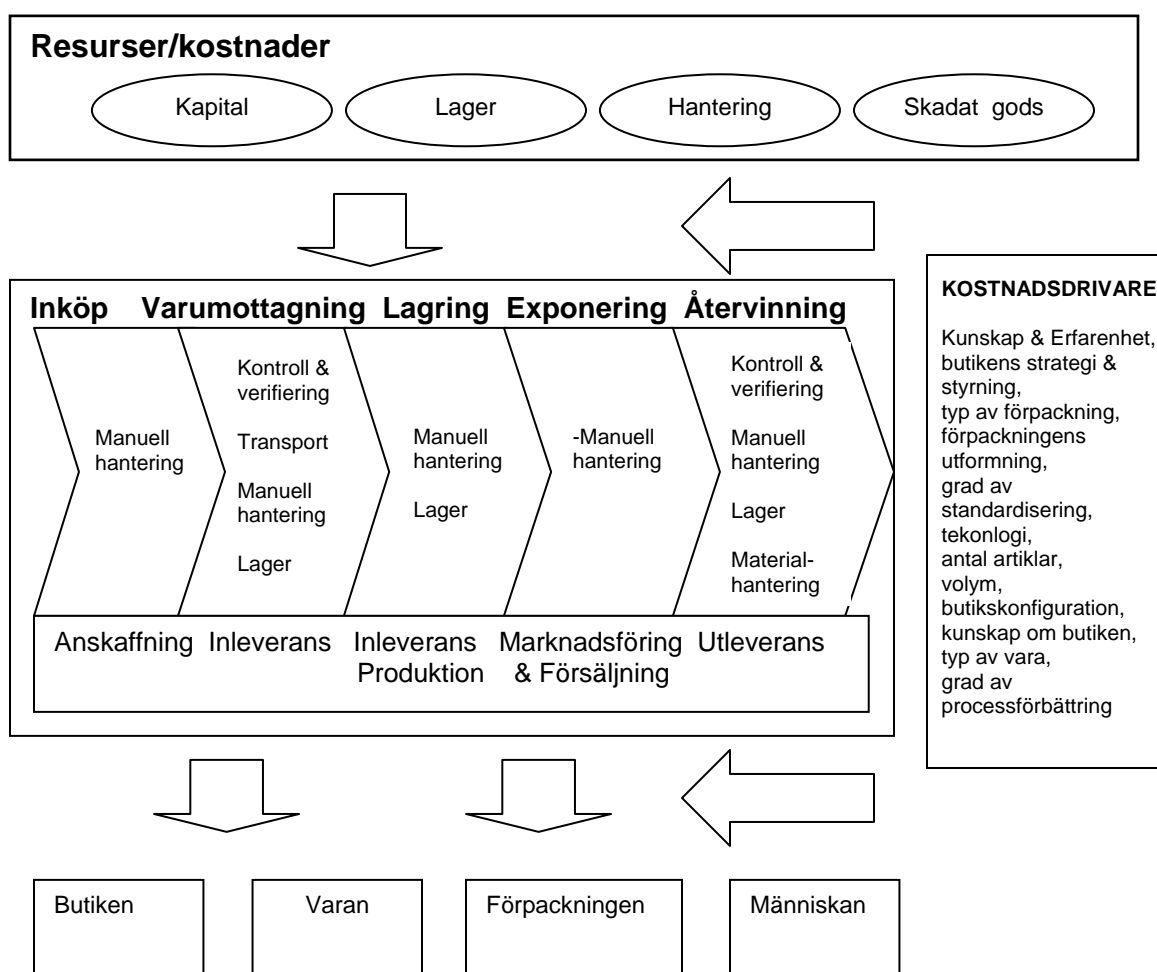 Resurser/kostnader
Kapital
Lager
Hantering
Skadat gods
Inköp
Varumottagning
Lagring
Exponering
Återvinning
Manuell
hantering
Kontroll &
verifiering
Transport
Manuell
hantering
Lager
Manuell
hantering
Lager
-Manuell
hantering
Kontroll &
verifiering
Manuell
hantering
Lager
Material-
hantering
Anskaffning
Inleverans
Inleverans
Produktion
Marknadsföring
& Försäljning
Utleverans
KOSTNADSDRIVARE
Kunskap & Erfarenhet,
butikens strategi &
styrning,
typ av förpackning,
förpackningens
utformning,
grad av
standardisering,
tekonlogi,
antal artiklar,
volym,
butikskonfiguration,
kunskap om butiken,
typ av vara,
grad av
processförbättring
Butiken
Varan
Förpackningen
Människan